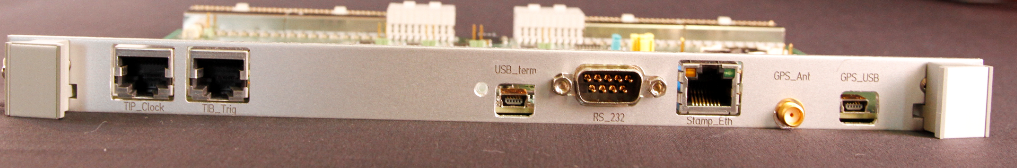 TIP_Clock
TIB_Trig
USB_term
RS_232
Stamp_Eth
GPS_Ant
GPS_USB